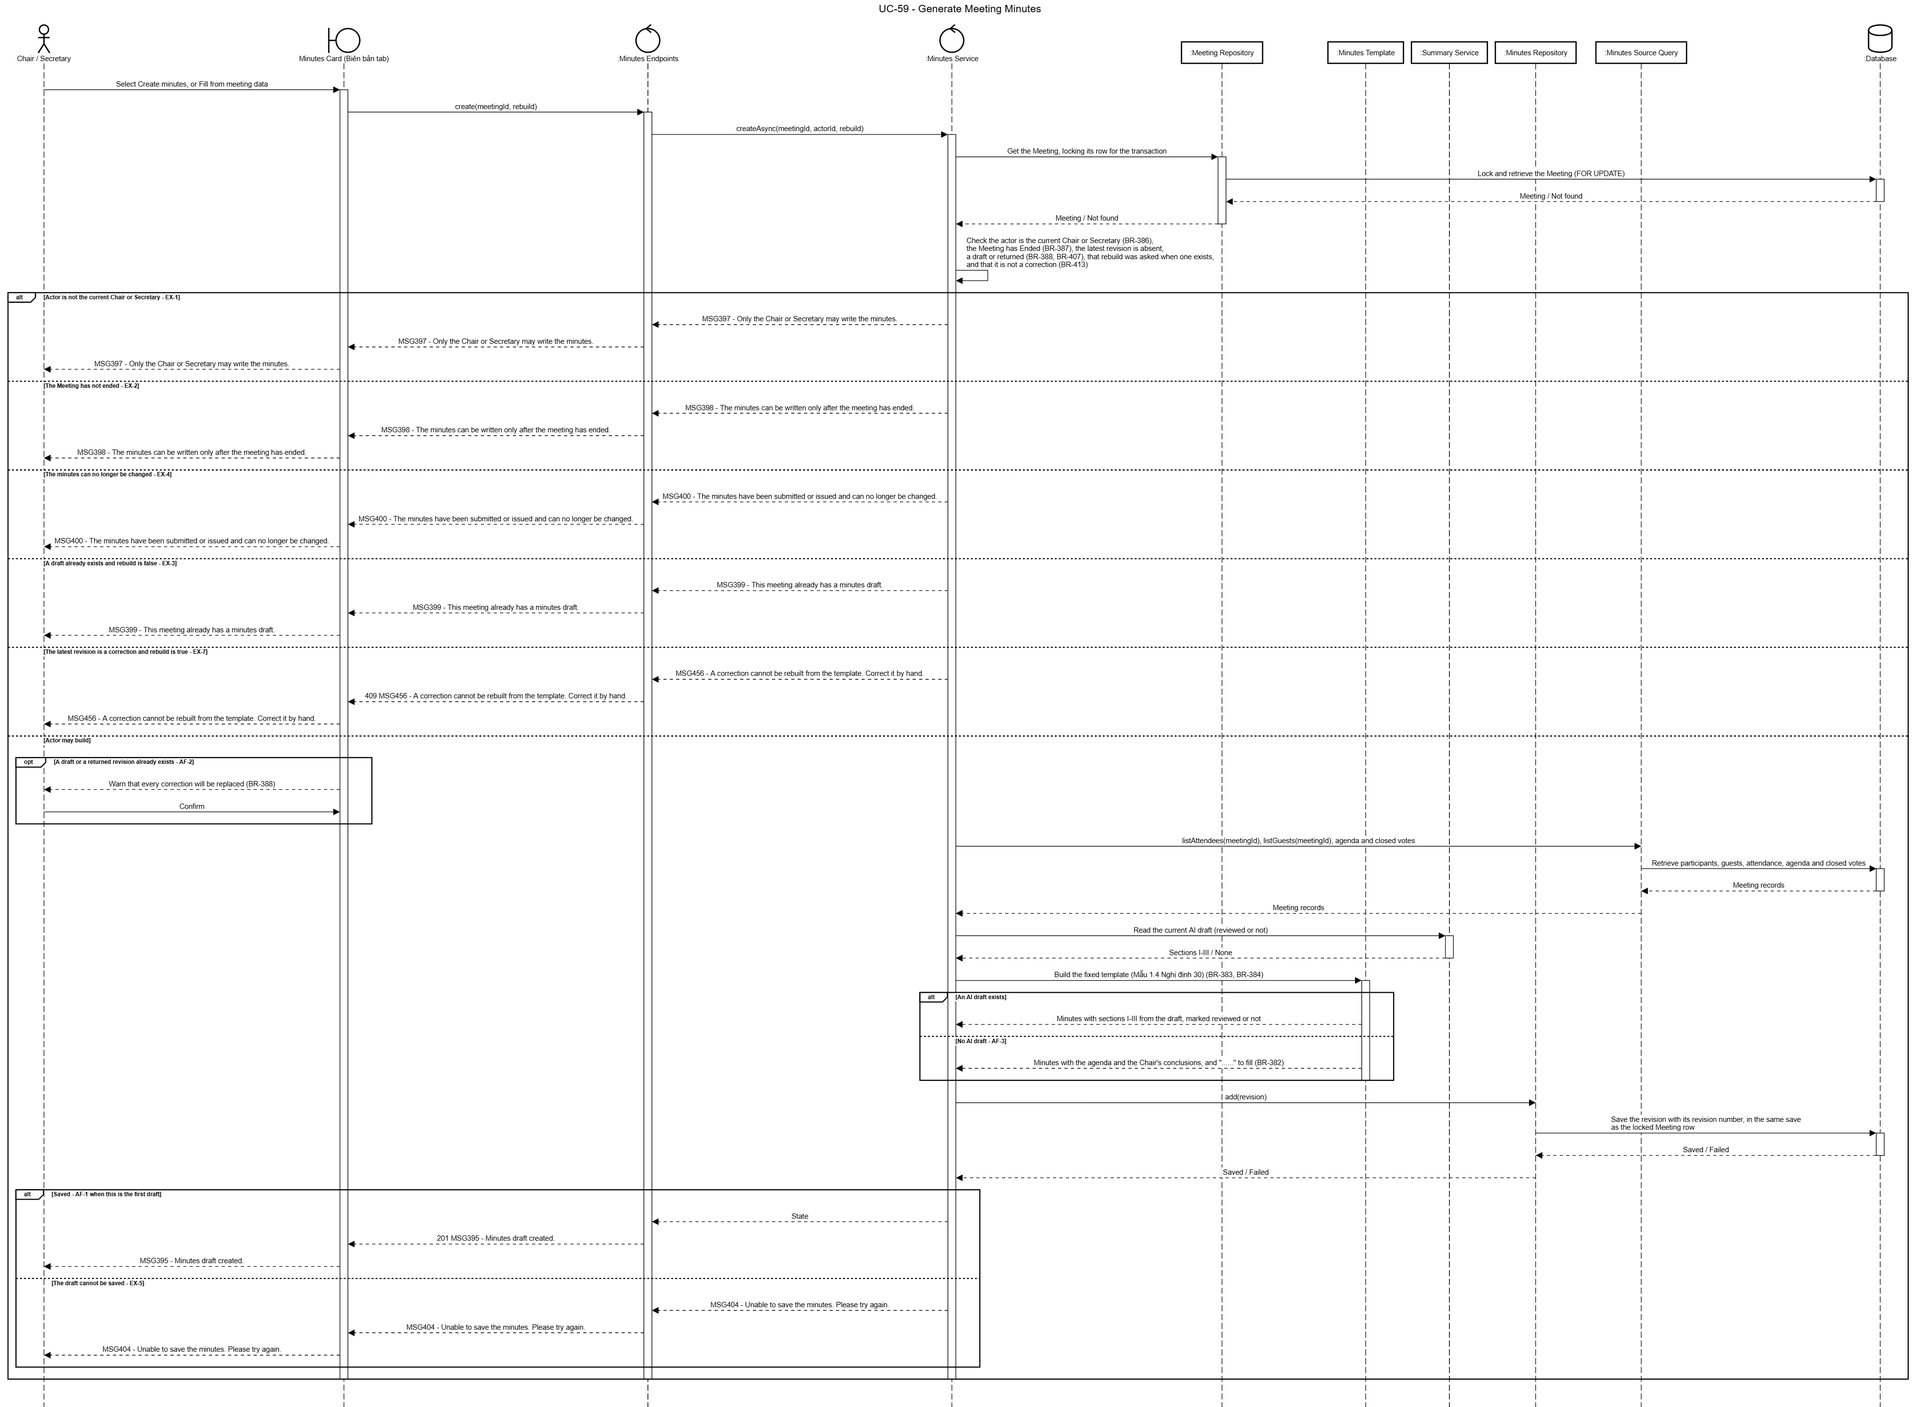 UC-59 - Generate Meeting Minutes
Chair / Secretary
Minutes Card (Biên bản tab)
:Minutes Endpoints
:Minutes Service
:Meeting Repository
:Minutes Template
:Summary Service
:Minutes Repository
:Minutes Source Query
:Database
Select Create minutes, or Fill from meeting data
create(meetingId, rebuild)
createAsync(meetingId, actorId, rebuild)
Get the Meeting, locking its row for the transaction
Lock and retrieve the Meeting (FOR UPDATE)
Meeting / Not found
Meeting / Not found
Check the actor is the current Chair or Secretary (BR-386),
the Meeting has Ended (BR-387), the latest revision is absent,
a draft or returned (BR-388, BR-407), that rebuild was asked when one exists,
and that it is not a correction (BR-413)
alt
[Actor is not the current Chair or Secretary - EX-1]
MSG397 - Only the Chair or Secretary may write the minutes.
MSG397 - Only the Chair or Secretary may write the minutes.
MSG397 - Only the Chair or Secretary may write the minutes.
[The Meeting has not ended - EX-2]
MSG398 - The minutes can be written only after the meeting has ended.
MSG398 - The minutes can be written only after the meeting has ended.
MSG398 - The minutes can be written only after the meeting has ended.
[The minutes can no longer be changed - EX-4]
MSG400 - The minutes have been submitted or issued and can no longer be changed.
MSG400 - The minutes have been submitted or issued and can no longer be changed.
MSG400 - The minutes have been submitted or issued and can no longer be changed.
[A draft already exists and rebuild is false - EX-3]
MSG399 - This meeting already has a minutes draft.
MSG399 - This meeting already has a minutes draft.
MSG399 - This meeting already has a minutes draft.
[The latest revision is a correction and rebuild is true - EX-7]
MSG456 - A correction cannot be rebuilt from the template. Correct it by hand.
409 MSG456 - A correction cannot be rebuilt from the template. Correct it by hand.
MSG456 - A correction cannot be rebuilt from the template. Correct it by hand.
[Actor may build]
opt
[A draft or a returned revision already exists - AF-2]
Warn that every correction will be replaced (BR-388)
Confirm
listAttendees(meetingId), listGuests(meetingId), agenda and closed votes
Retrieve participants, guests, attendance, agenda and closed votes
Meeting records
Meeting records
Read the current AI draft (reviewed or not)
Sections I-III / None
Build the fixed template (Mẫu 1.4 Nghị định 30) (BR-383, BR-384)
alt
[An AI draft exists]
Minutes with sections I-III from the draft, marked reviewed or not
[No AI draft - AF-3]
Minutes with the agenda and the Chair's conclusions, and "......" to fill (BR-382)
add(revision)
Save the revision with its revision number, in the same save
as the locked Meeting row
Saved / Failed
Saved / Failed
alt
[Saved - AF-1 when this is the first draft]
State
201 MSG395 - Minutes draft created.
MSG395 - Minutes draft created.
[The draft cannot be saved - EX-5]
MSG404 - Unable to save the minutes. Please try again.
MSG404 - Unable to save the minutes. Please try again.
MSG404 - Unable to save the minutes. Please try again.